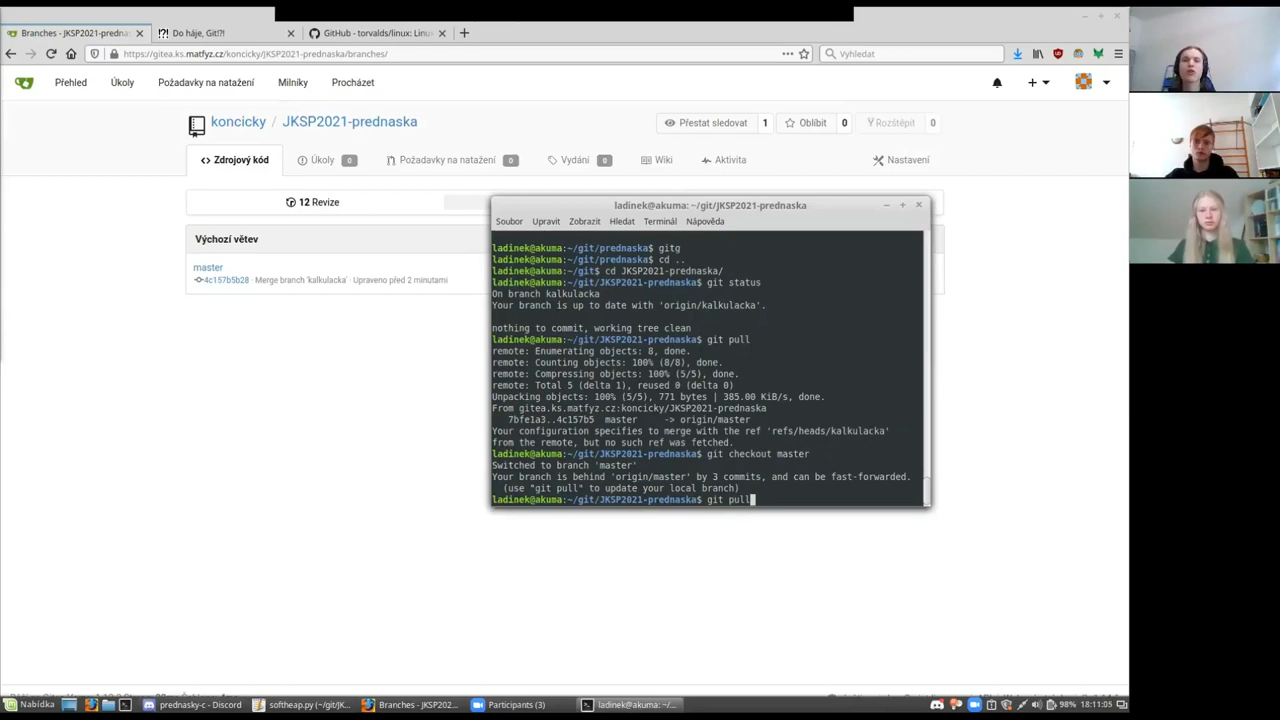 Branches - JKSP2021-prednas
Do háje, Git!?!
GitHub - torvalds/linux: Linu
https://gitea.ks.matfyz.cz/koncicky/JKSP2021-prednaska/branches/
Vyhledat
Přehled
Úkoly
Požadavky na natažení
Milníky
Procházet
koncicky / JKSP2021-prednaska
Přestat sledovat 1
Oblíbit 0
Rozštěpit 0
Zdrojový kód
Úkoly 0
Požadavky na natažení 0
Vydání 0
Wiki
Aktivita
Nastavení
12 Revize
Výchozí větev
master
4c157b5b28 · Merge branch 'kalkulacka' · Upraveno před 2 minutami
ladinek@akuma: ~/git/JKSP2021-prednaska
Soubor Upravit Zobrazit Hledat Terminál Nápověda
ladinek@akuma:~/git/prednaska$ gitg
ladinek@akuma:~/git/prednaska$ cd ..
ladinek@akuma:~/git$ cd JKSP2021-prednaska/
ladinek@akuma:~/git/JKSP2021-prednaska$ git status
On branch kalkulacka
Your branch is up to date with 'origin/kalkulacka'.
nothing to commit, working tree clean
ladinek@akuma:~/git/JKSP2021-prednaska$ git pull
remote: Enumerating objects: 8, done.
remote: Counting objects: 100% (8/8), done.
remote: Compressing objects: 100% (5/5), done.
remote: Total 5 (delta 1), reused 0 (delta 0)
Unpacking objects: 100% (5/5), 771 bytes | 385.00 KiB/s, done.
From gitea.ks.matfyz.cz:koncicky/JKSP2021-prednaska
7bfe1a3..4c157b5 master -> origin/master
Your configuration specifies to merge with the ref 'refs/heads/kalkulacka'
from the remote, but no such ref was fetched.
ladinek@akuma:~/git/JKSP2021-prednaska$ git checkout master
Switched to branch 'master'
Your branch is behind 'origin/master' by 3 commits, and can be fast-forwarded.
(use "git pull" to update your local branch)
ladinek@akuma:~/git/JKSP2021-prednaska$ git pull
Nabídka
prednasky-c - Discord
softheap.py (~/git/JK...
Branches - JKSP202...
Participants (3)
ladinek@akuma: ~/...
98%
18:11:05